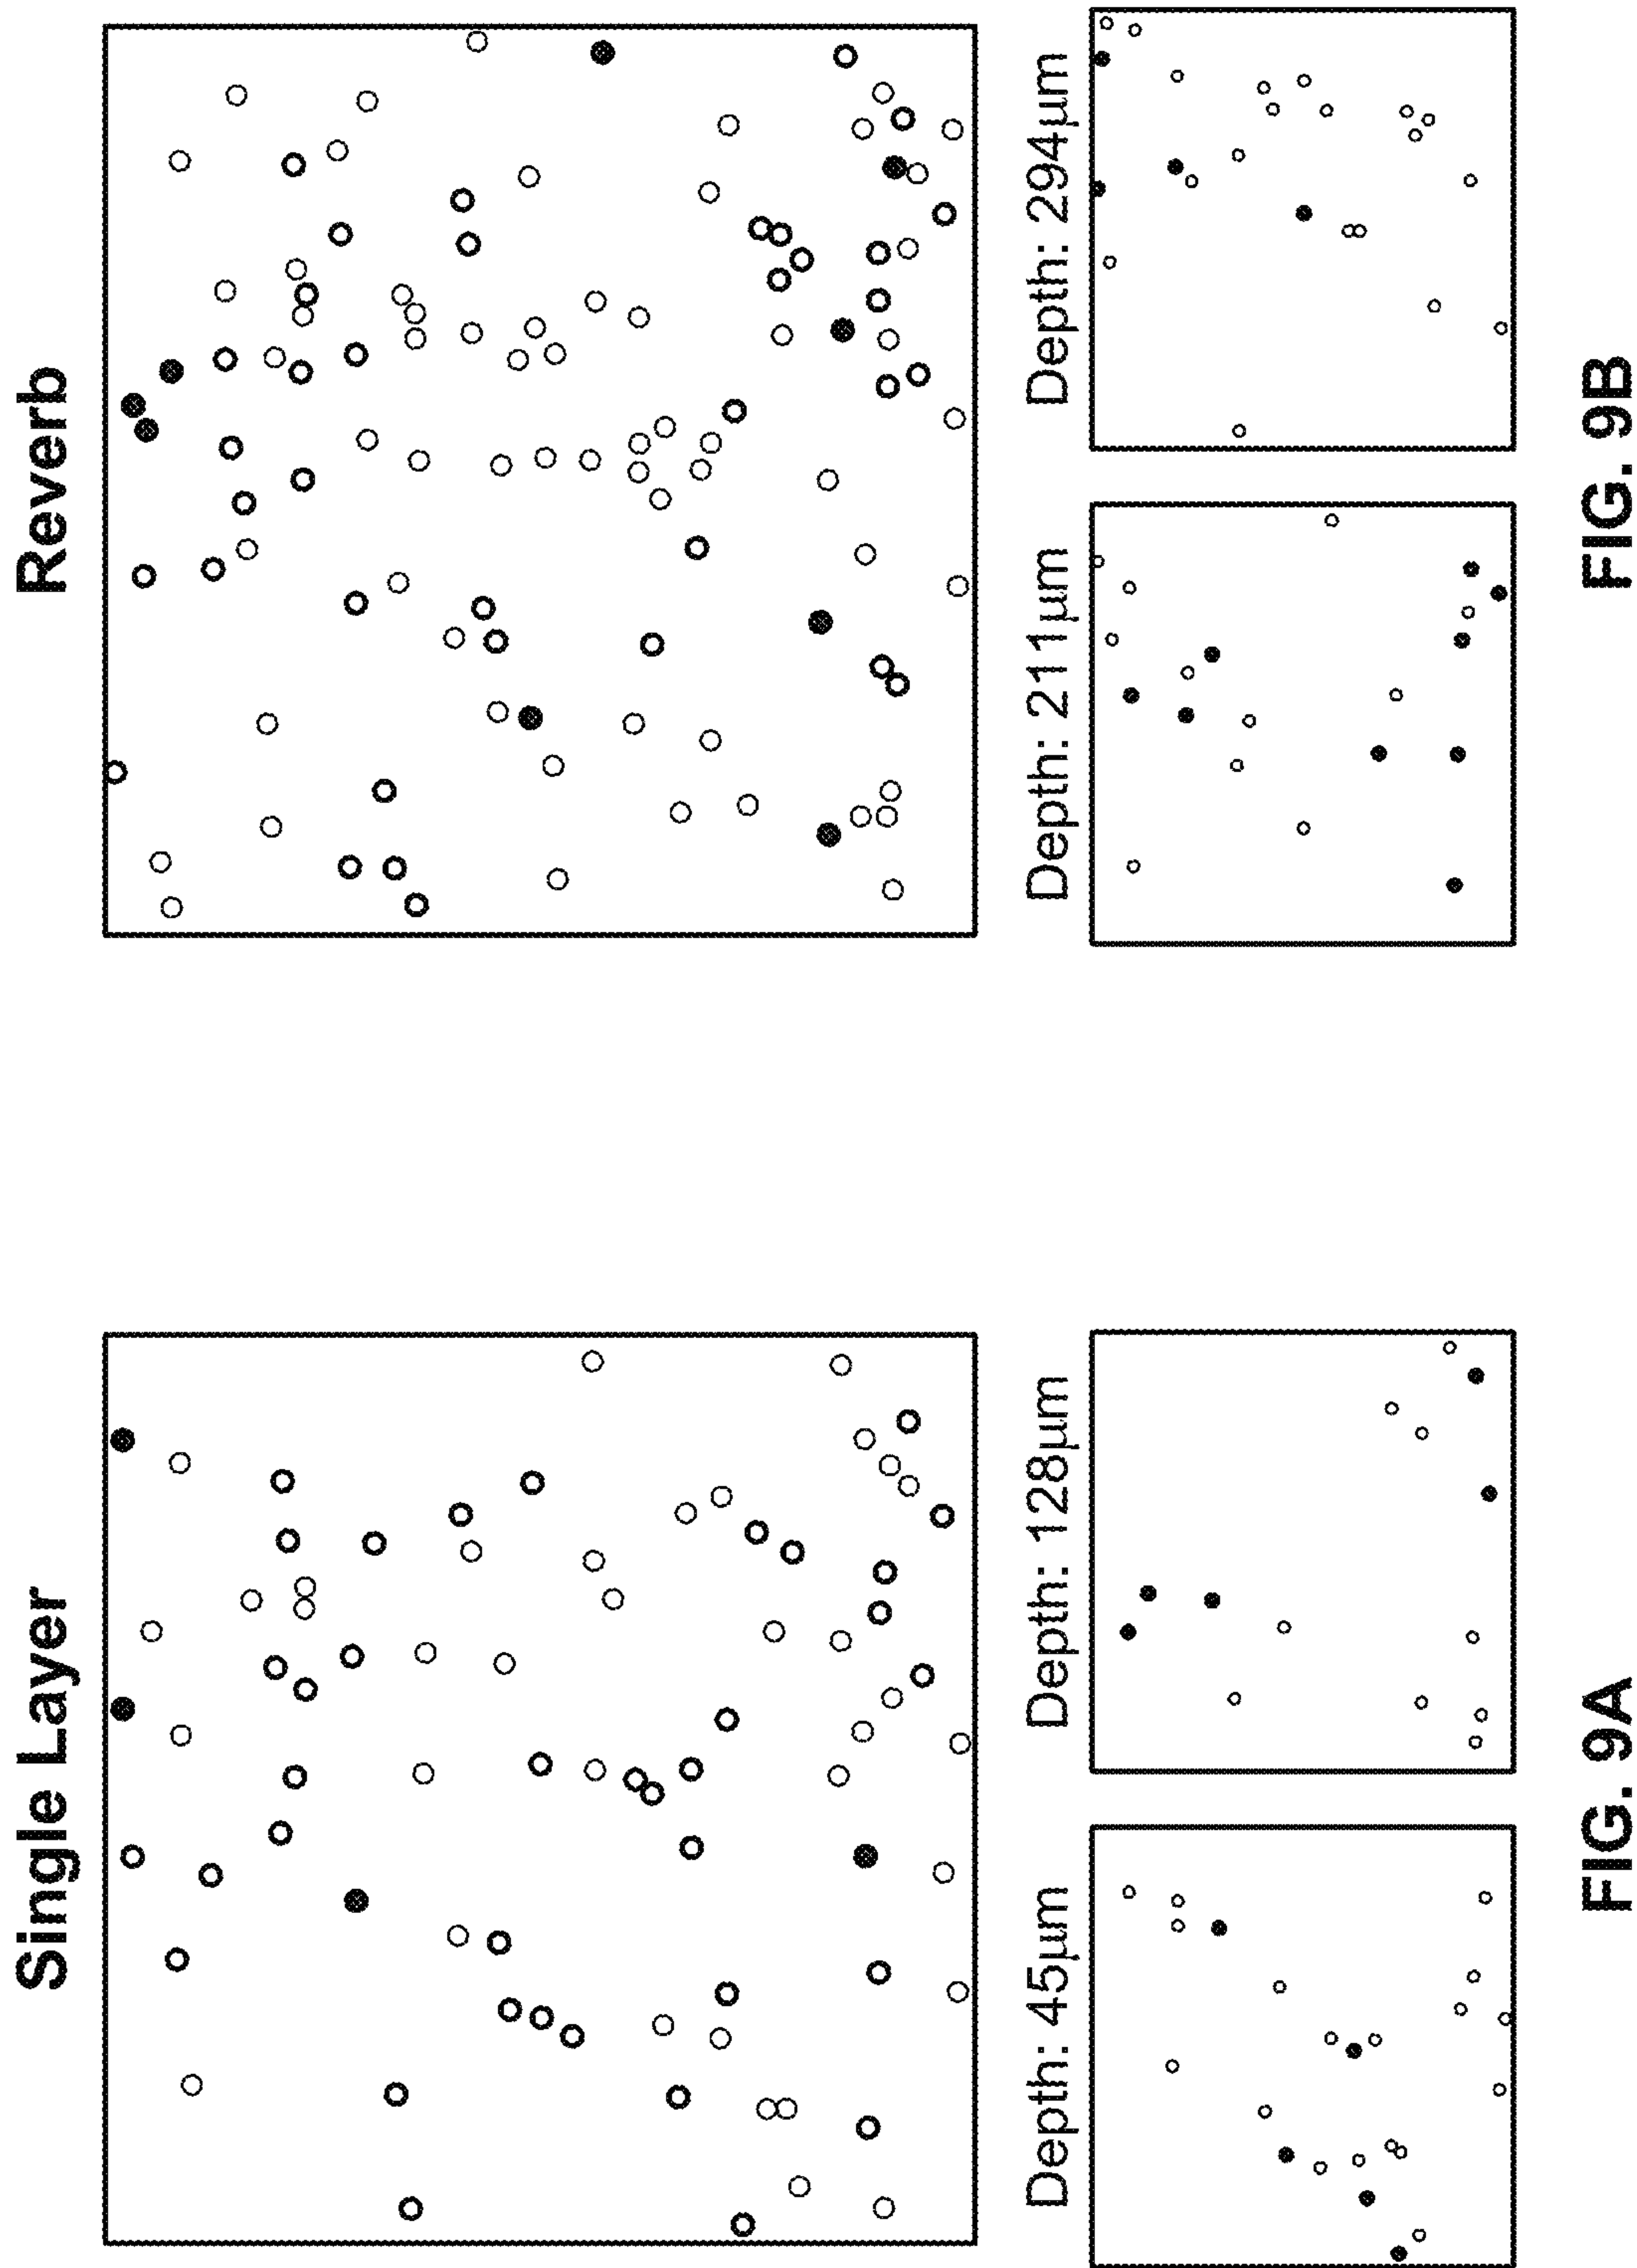 Single Layer
Depth: 45µm
Depth: 128µm
FIG. 9A
Reverb
Depth: 211µm
Depth: 294µm
FIG. 9B